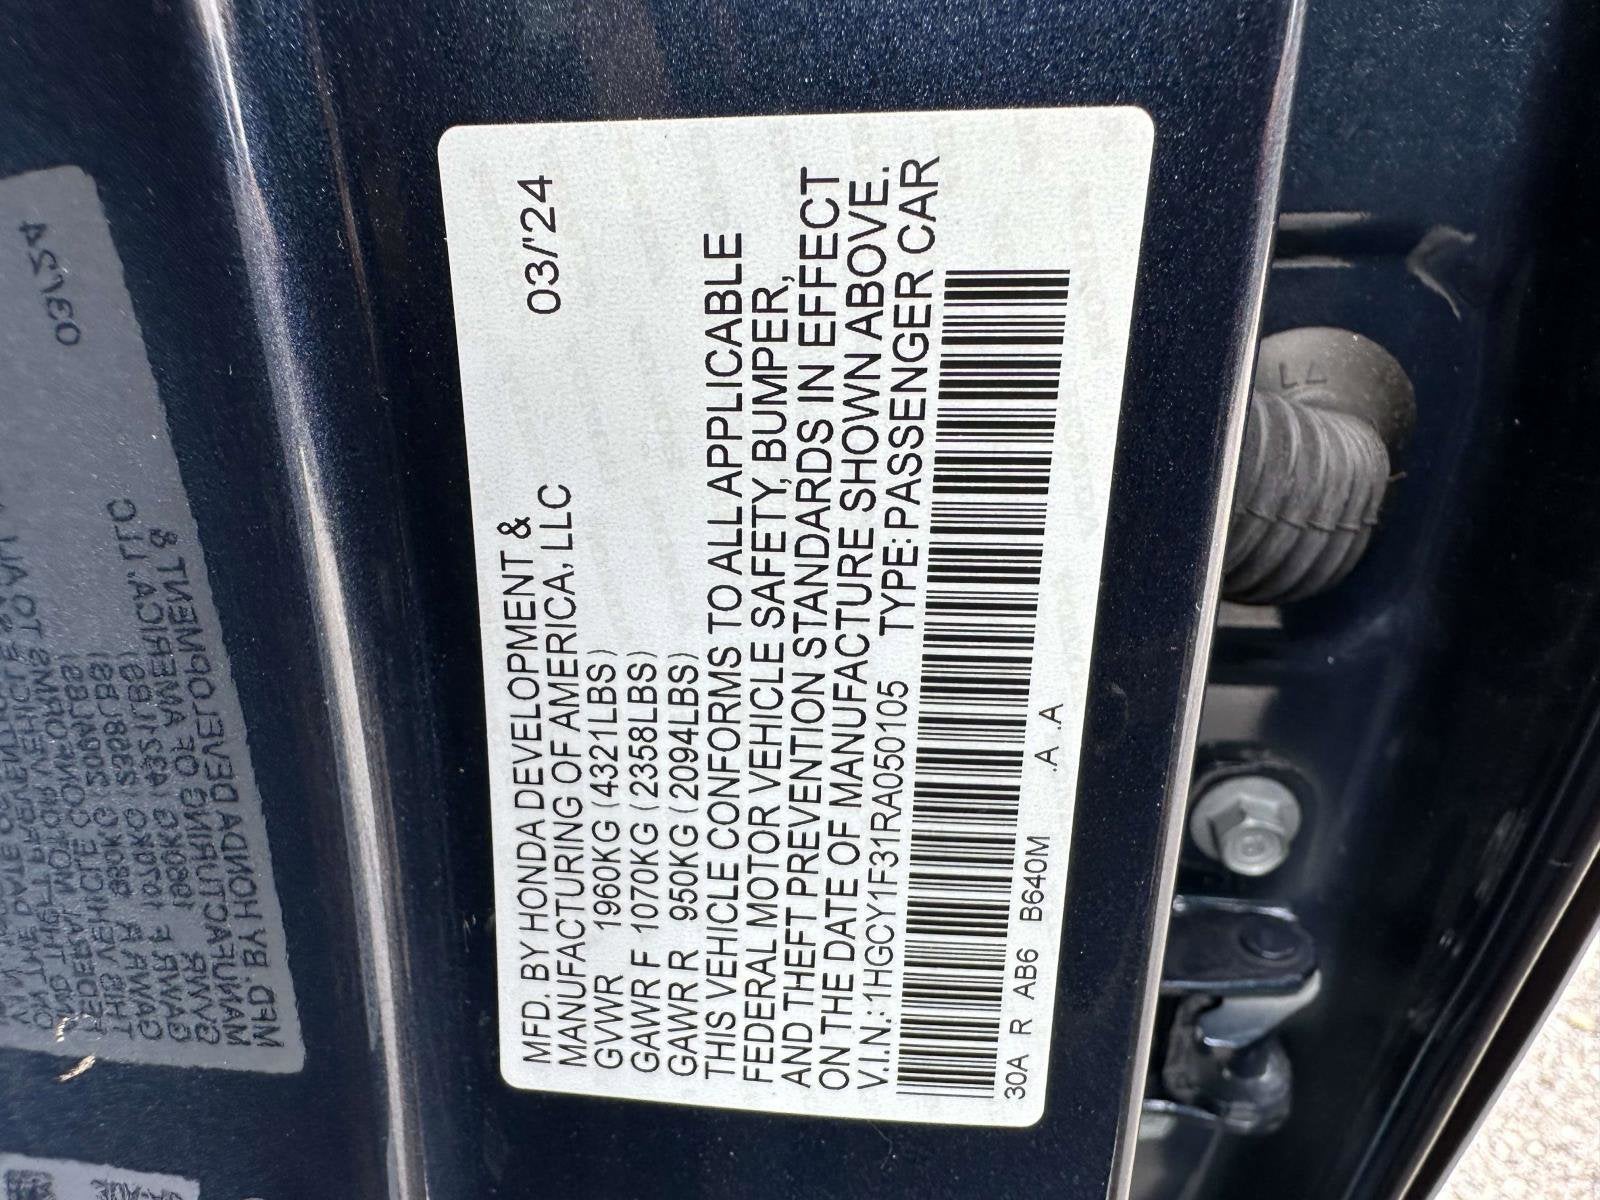 MFD. BY HONDA DEVELOPMENT & 03/'24
MANUFACTURING OF AMERICA, LLC
GVWR 1960KG (4321LBS)
GAWR F 1070KG (2358LBS)
GAWR R 950KG (2094LBS)
THIS VEHICLE CONFORMS TO ALL APPLICABLE
FEDERAL MOTOR VEHICLE SAFETY, BUMPER,
AND THEFT PREVENTION STANDARDS IN EFFECT
ON THE DATE OF MANUFACTURE SHOWN ABOVE.
V.I.N.:1HGCY1F31RA050105 TYPE:PASSENGER CAR
30A R AB6 B640M .A .A